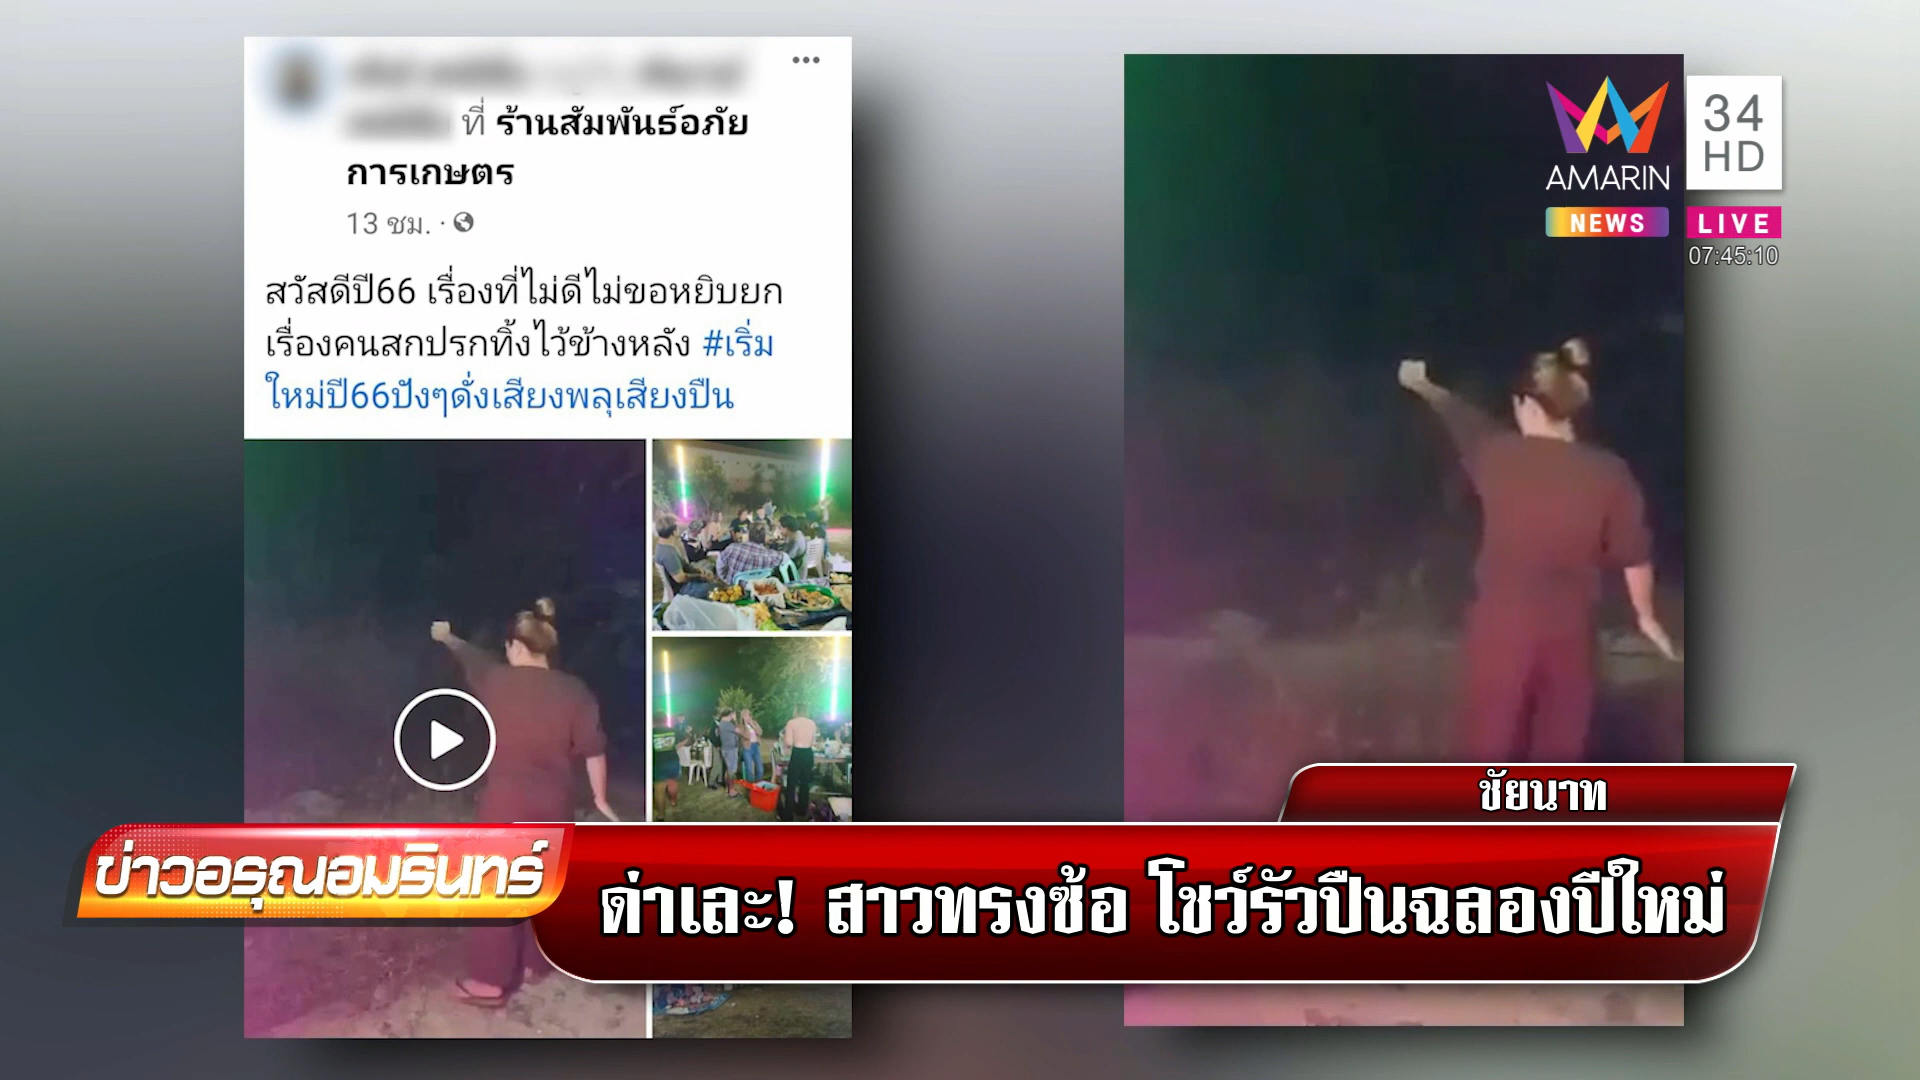 ที่ ร้านสัมพันธ์อภัย
การเกษตร
13 ชม. ·
สวัสดีปี66 เรื่องที่ไม่ดีไม่ขอหยิบยก
เรื่องคนสกปรกทิ้งไว้ข้างหลัง #เริ่ม
ใหม่ปี66ปังๆดั่งเสียงพลุเสียงปืน
AMARIN
NEWS
34
HD
LIVE
07:45:10
ชัยนาท
ข่าวอรุณอมรินทร์
ด่าเละ! สาวทรงซ้อ โชว์รัวปืนฉลองปีใหม่